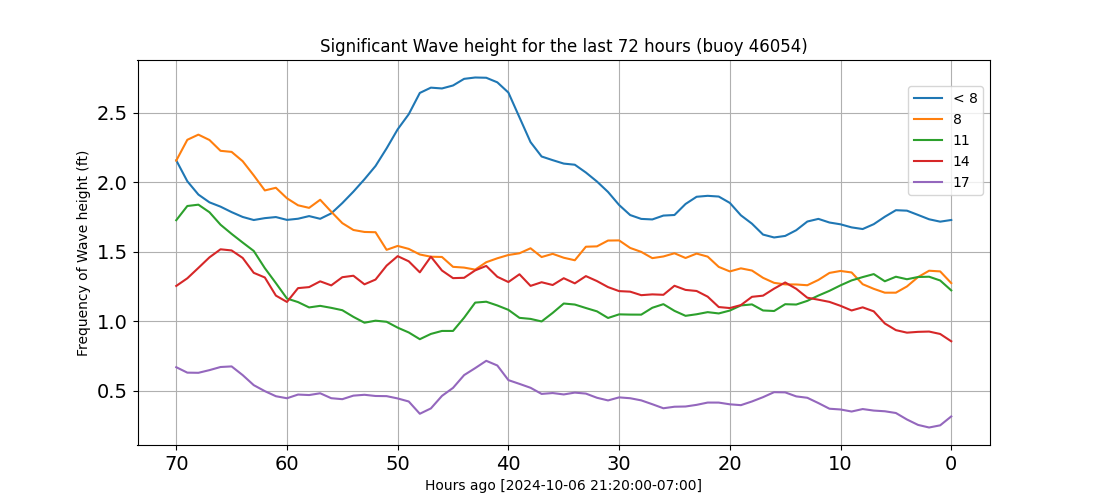 Significant Wave height for the last 72 hours (buoy 46054)
< 8
8
11
14
17
2.5
2.0
1.5
1.0
0.5
Frequency of Wave height (ft)
70 60 50 40 30 20 10 0
Hours ago [2024-10-06 21:20:00-07:00]